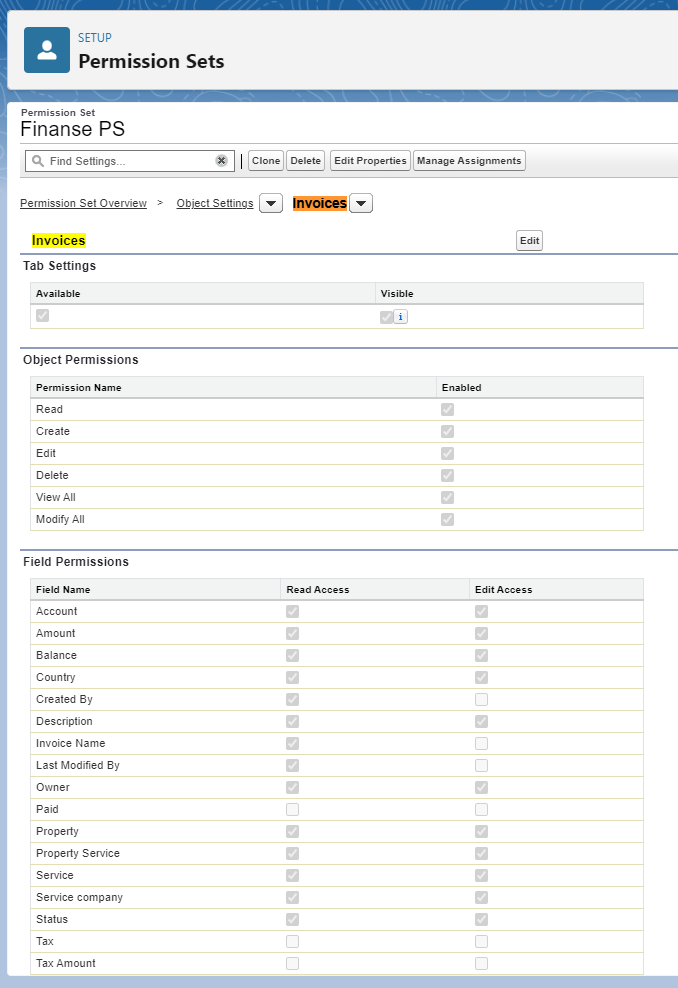 SETUP
Permission Sets
Permission Set
Finanse PS
Find Settings... Clone Delete Edit Properties Manage Assignments
Permission Set Overview > Object Settings Invoices
Invoices Edit
Tab Settings
Available Visible
i
Object Permissions
Permission Name Enabled
Read
Create
Edit
Delete
View All
Modify All
Field Permissions
Field Name Read Access Edit Access
Account
Amount
Balance
Country
Created By
Description
Invoice Name
Last Modified By
Owner
Paid
Property
Property Service
Service
Service company
Status
Tax
Tax Amount